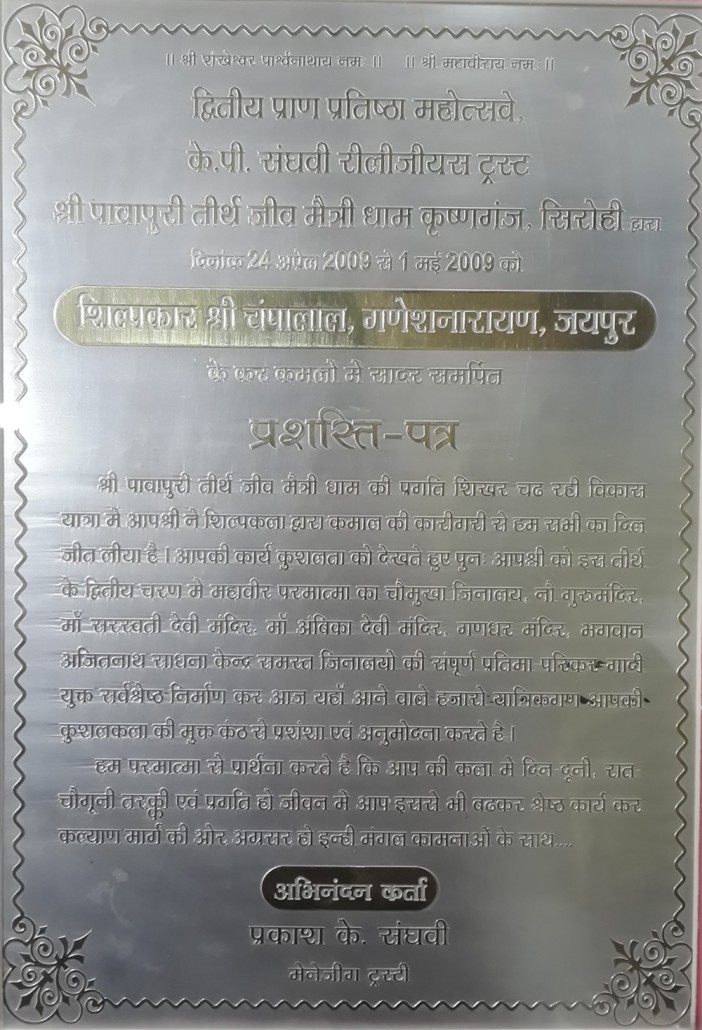 ।। श्री शंखेश्वर पार्श्वनाथाय नमः ।। ।। श्री महावीराय नमः ।।
द्वितीय प्राण प्रतिष्ठा महोत्सवे,
के.पी. संघवी रीलीजीयस ट्रस्ट
श्री पावापुरी तीर्थ जीव मैत्री धाम कृष्णगंज, सिरोही द्वारा
दिनांक 24 अप्रेल 2009 से 1 मई 2009 को
शिल्पकार श्री चंपालाल, गणेशनारायण, जयपुर
के कर कमलो मे सादर समर्पित
प्रशस्ति-पत्र
श्री पावापुरी तीर्थ जीव मैत्री धाम की प्रगति शिखर चढ रही विकास
यात्रा मे आपश्री ने शिल्पकला द्वारा कमाल की कारीगरी से हम सभी का दिल
जीत लीया है। आपकी कार्य कुशलता को देखते हुए पुनः आपश्री को इस तीर्थ
के द्वितीय चरण मे महावीर परमात्मा का चौमुखा जिनालय, नौ गुरुमंदिर,
माँ सरस्वती देवी मंदिर, माँ अंबिका देवी मंदिर, गणधर मंदिर, भगवान
अजितनाथ साधना केन्द्र समस्त जिनालयो की संपूर्ण प्रतिमा परिकर गादी
युक्त सर्वश्रेष्ठ निर्माण कर आज यहाँ आने वाले हजारो यात्रिकगण आपकी
कुशलकला की मुक्त कंठ से प्रशंशा एवं अनुमोदना करते है।
हम परमात्मा से प्रार्थना करते है कि आप की कला मे दिन-दूनी, रात-
चौगूनी तरक्की एवं प्रगति हो जीवन मे आप इससे भी बढकर श्रेष्ठ कार्य कर
कल्याण मार्ग की ओर अग्रसर हो इन्ही मंगल कामनाओं के साथ....
अभिनंदन कर्ता
प्रकाश के. संघवी
मेनेजीग ट्रस्टी